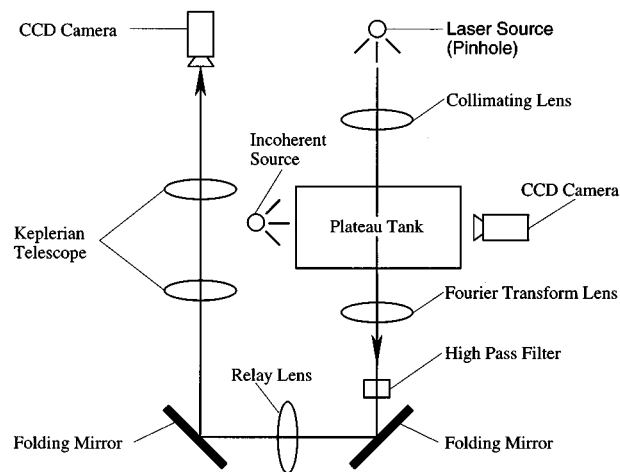 CCD Camera
Laser Source
(Pinhole)
Collimating Lens
Incoherent
Source
CCD Camera
Plateau Tank
Keplerian
Telescope
Fourier Transform Lens
High Pass Filter
Relay Lens
Folding Mirror
Folding Mirror